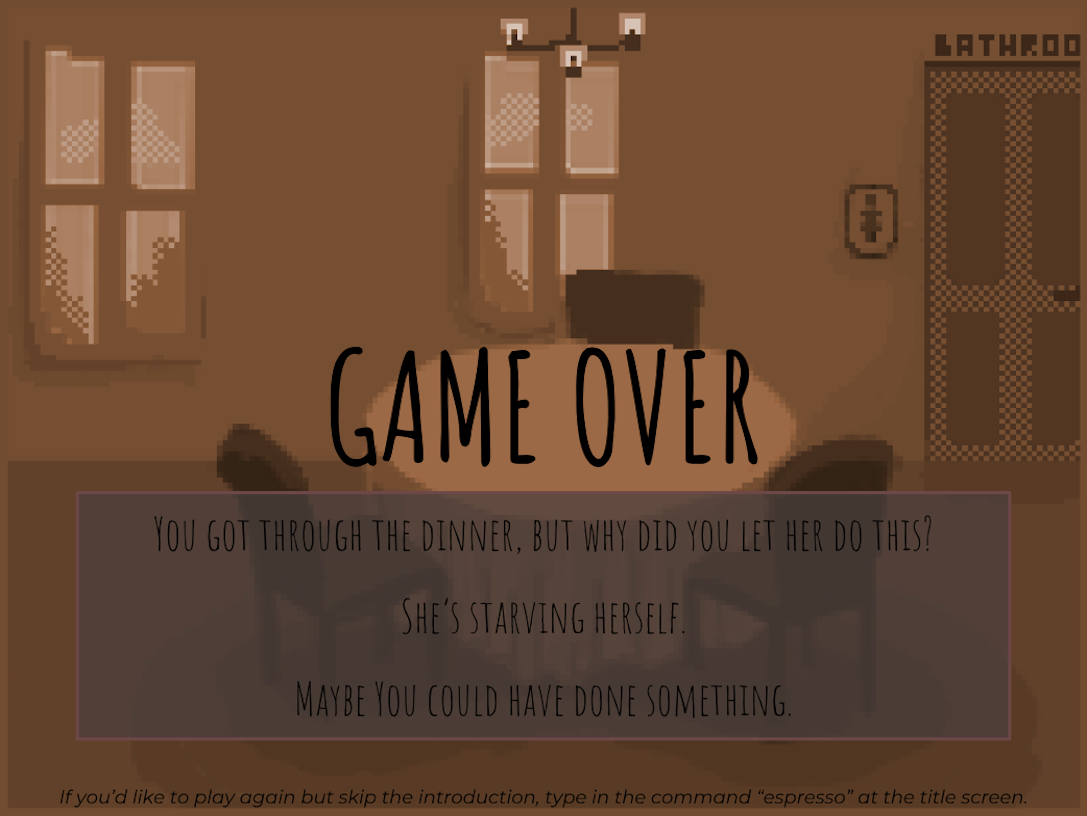 BATHROO
GAME OVER
You got through the dinner, but why did you let her do this?
She's starving herself.
Maybe You could have done something.
If you'd like to play again but skip the introduction, type in the command “espresso” at the title screen.